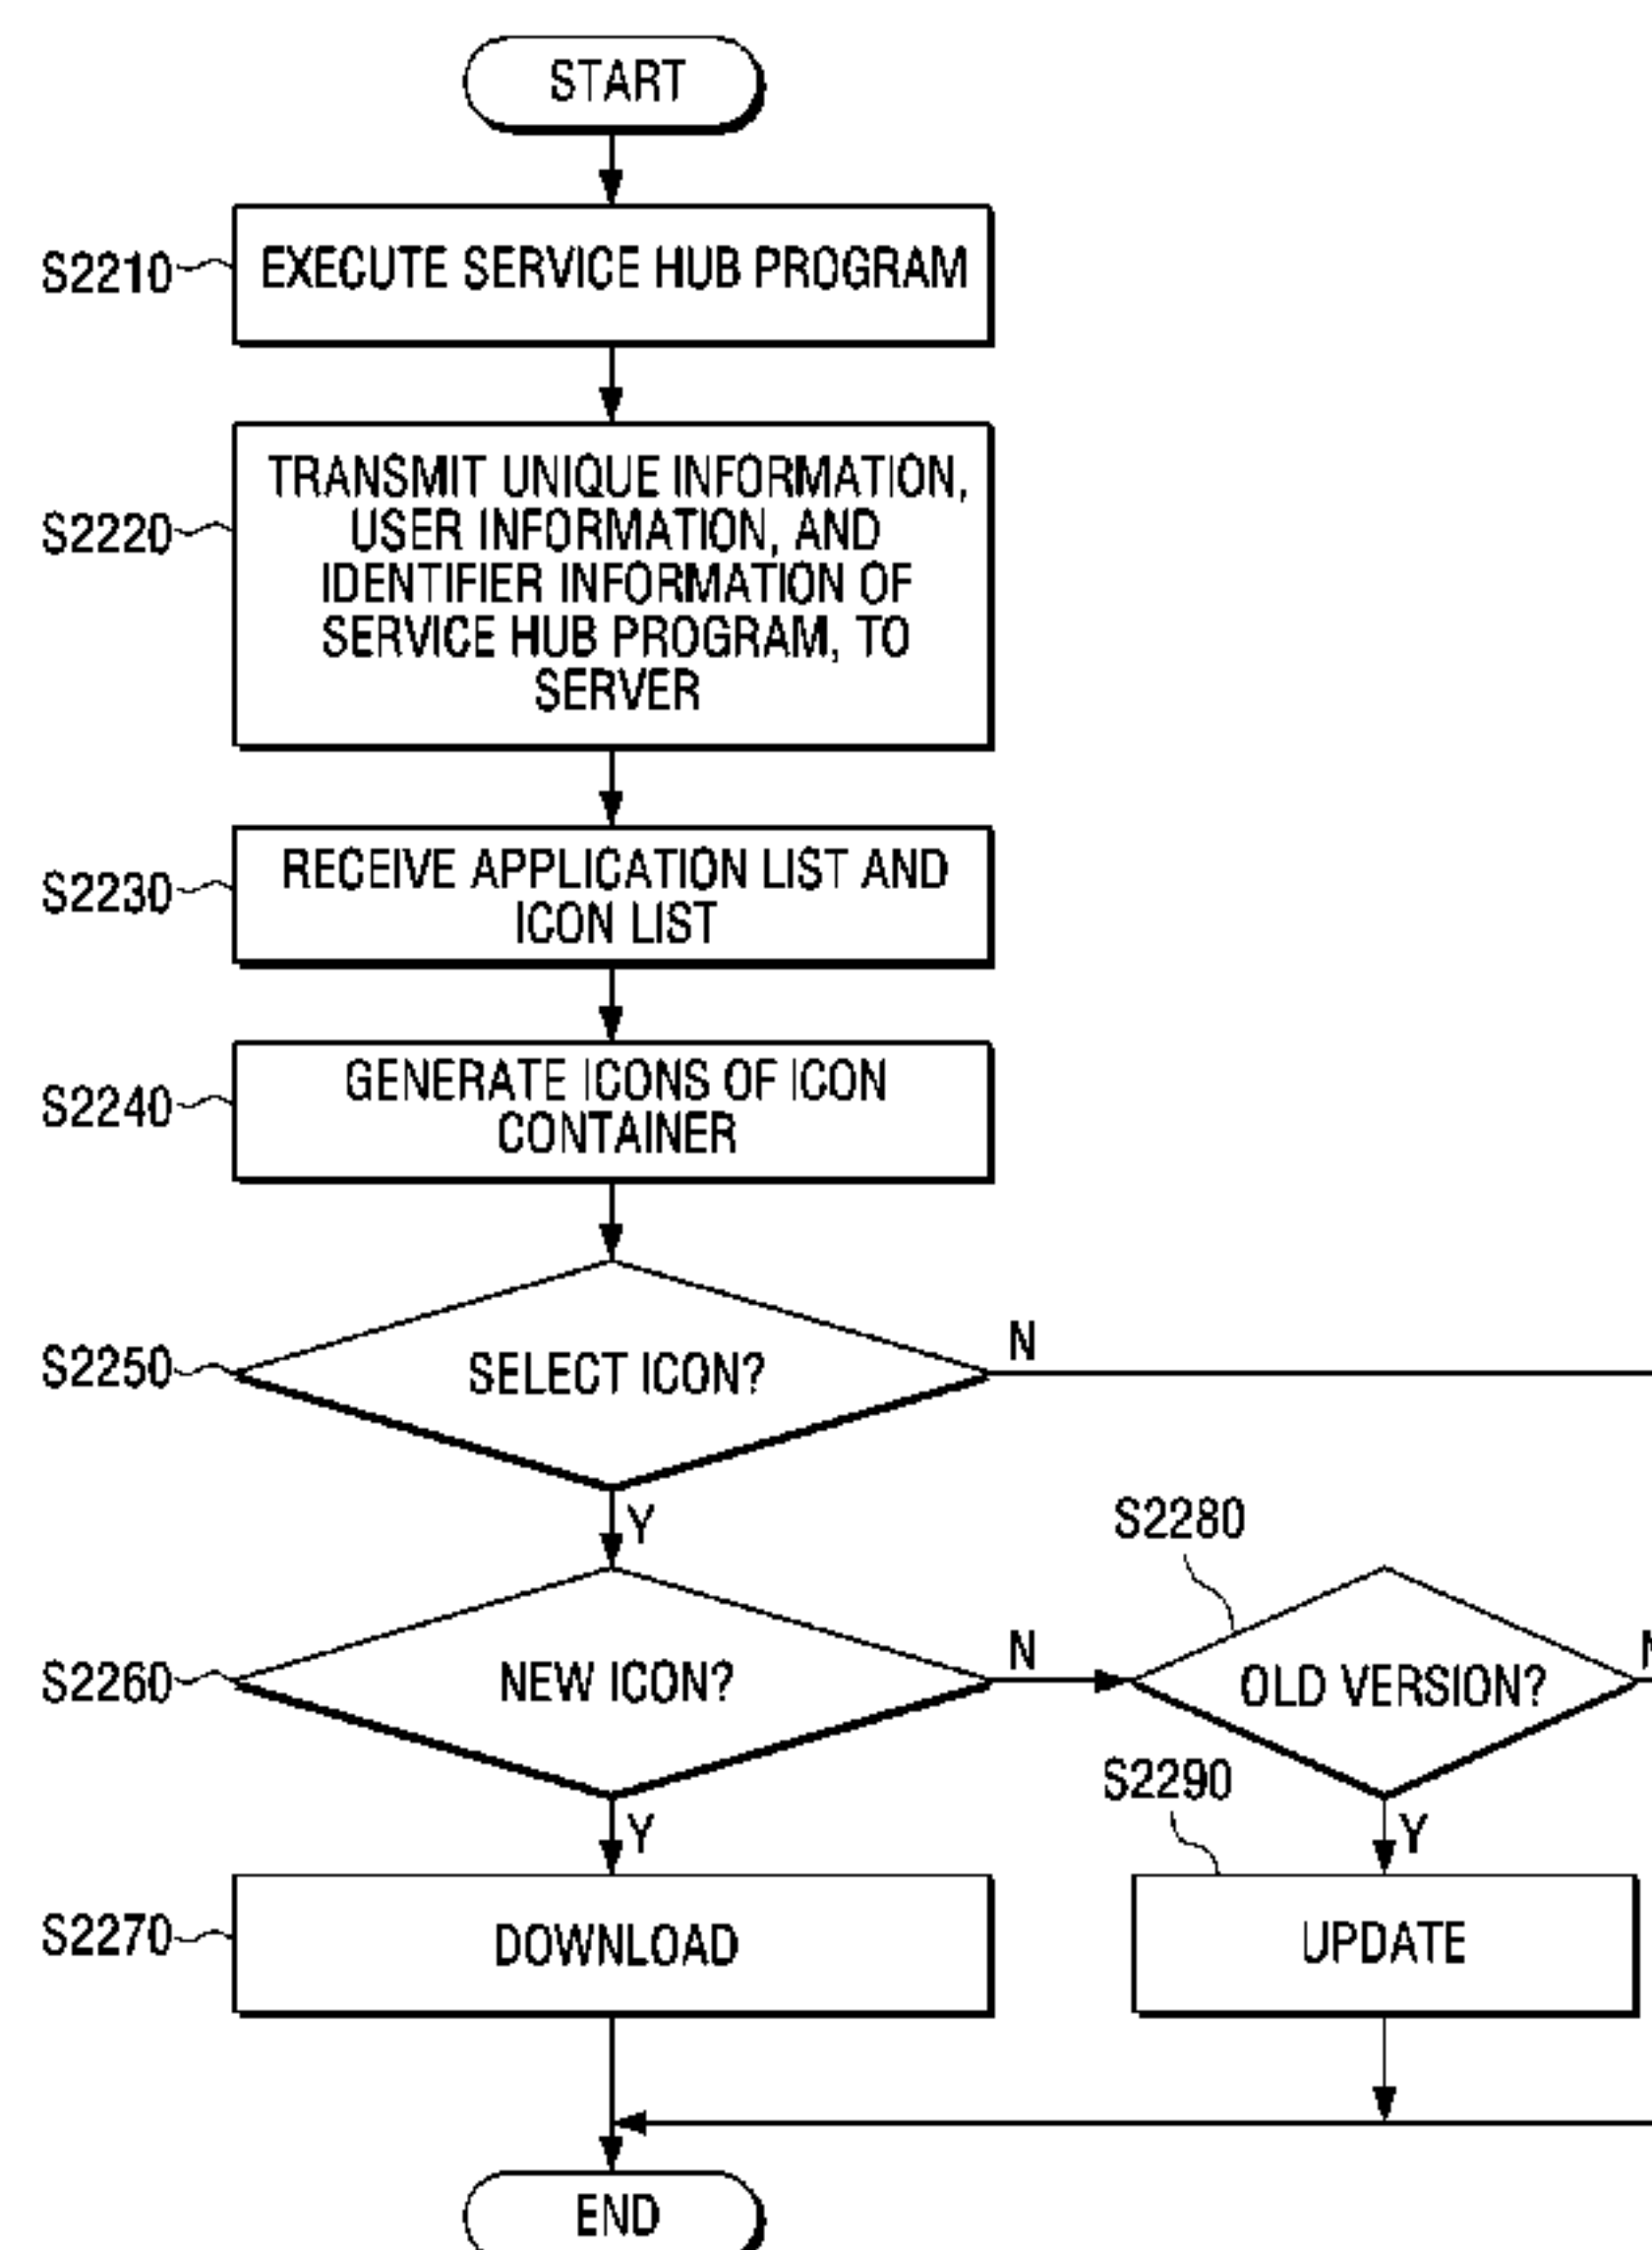 START
S2210
EXECUTE SERVICE HUB PROGRAM
S2220
TRANSMIT UNIQUE INFORMATION,
USER INFORMATION, AND
IDENTIFIER INFORMATION OF
SERVICE HUB PROGRAM, TO
SERVER
S2230
RECEIVE APPLICATION LIST AND
ICON LIST
S2240
GENERATE ICONS OF ICON
CONTAINER
S2250
SELECT ICON?
N
Y
S2260
NEW ICON?
N
S2280
OLD VERSION?
N
Y
S2270
DOWNLOAD
S2290
Y
UPDATE
END